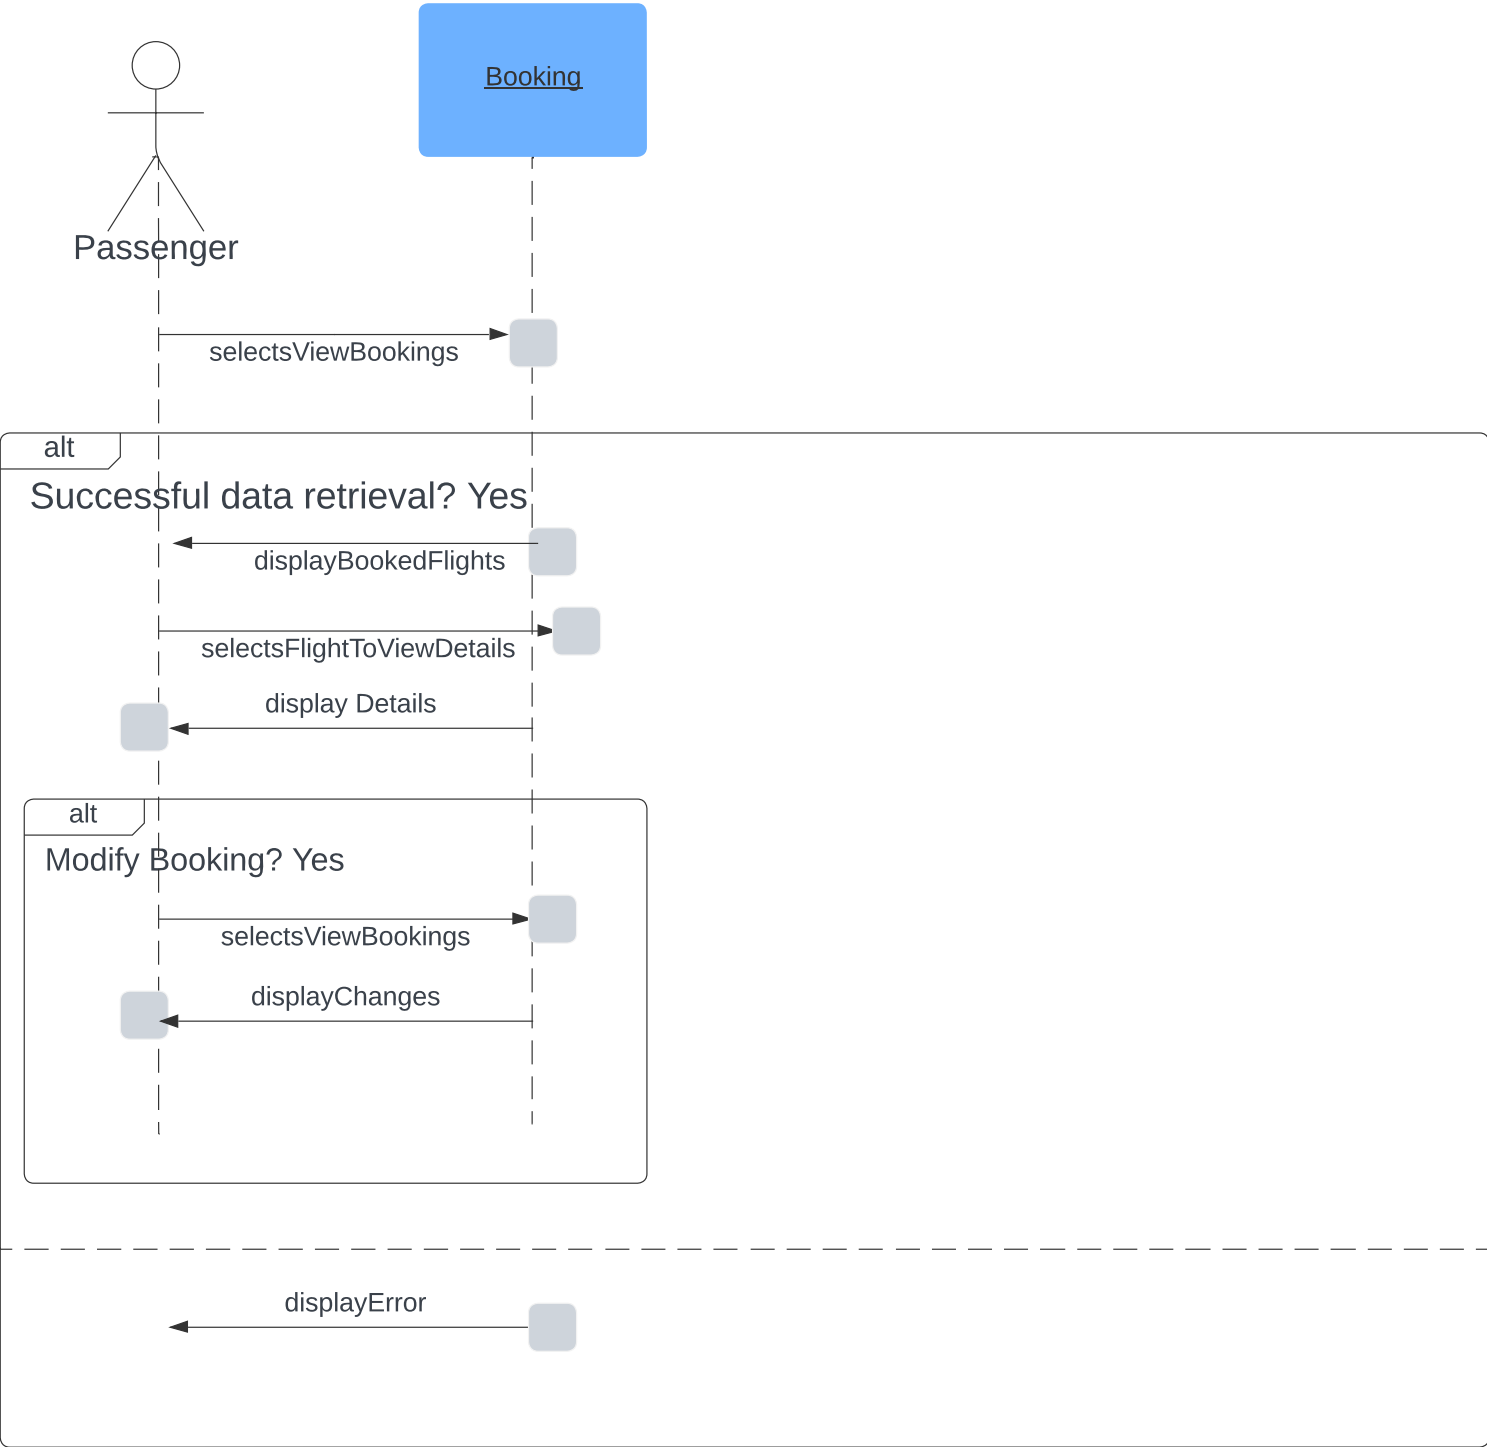 Booking
Passenger
selectsViewBookings
alt
Successful data retrieval? Yes
displayBookedFlights
selectsFlightToViewDetails
display Details
alt
Modify Booking? Yes
selectsViewBookings
displayChanges
displayError